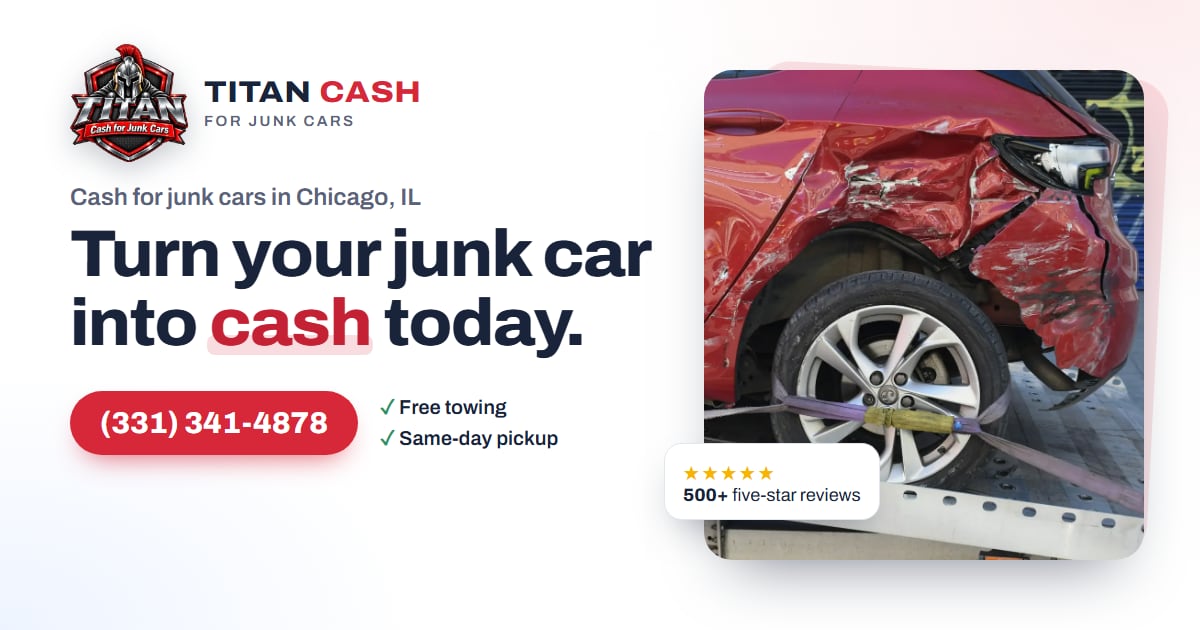 TITAN
Cash for Junk Cars
TITAN CASH
FOR JUNK CARS
Cash for junk cars in Chicago, IL
Turn your junk car
into cash today.
(331) 341-4878
✓ Free towing
✓ Same-day pickup
★★★★★
500+ five-star reviews